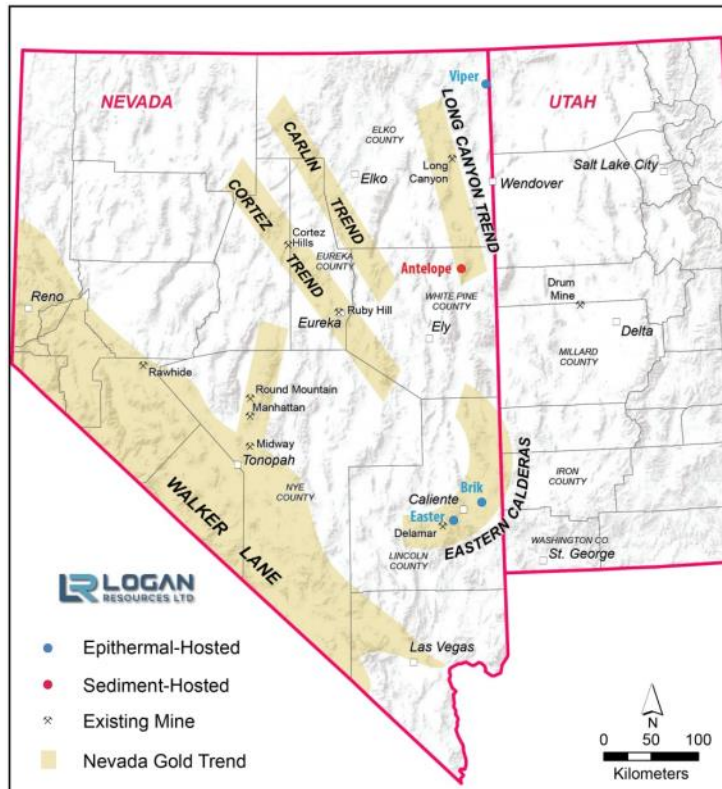 Viper
NEVADA
UTAH
CARLIN
TREND
ELKO
COUNTY
Elko
Long
Canyon
LONG CANYON TREND
Salt Lake City
Wendover
CORTEZ
TREND
Cortez
Hills
EUREKA
COUNTY
Antelope
WHITE PINE
COUNTY
Drum
Mine
Reno
Ruby Hill
Eureka
Ely
Delta
MILLARD
COUNTY
Rawhide
Round Mountain
Manhattan
Midway
Tonopah
NYE
COUNTY
WALKER
LANE
Caliente
Brik
Easter
Delamar
EASTERN CALDERAS
LINCOLN
COUNTY
IRON
COUNTY
WASHINGTON CO.
St. George
LR LOGAN
RESOURCES LTD
Las Vegas
Epithermal-Hosted
Sediment-Hosted
Existing Mine
Nevada Gold Trend
N
0 50 100
Kilometers